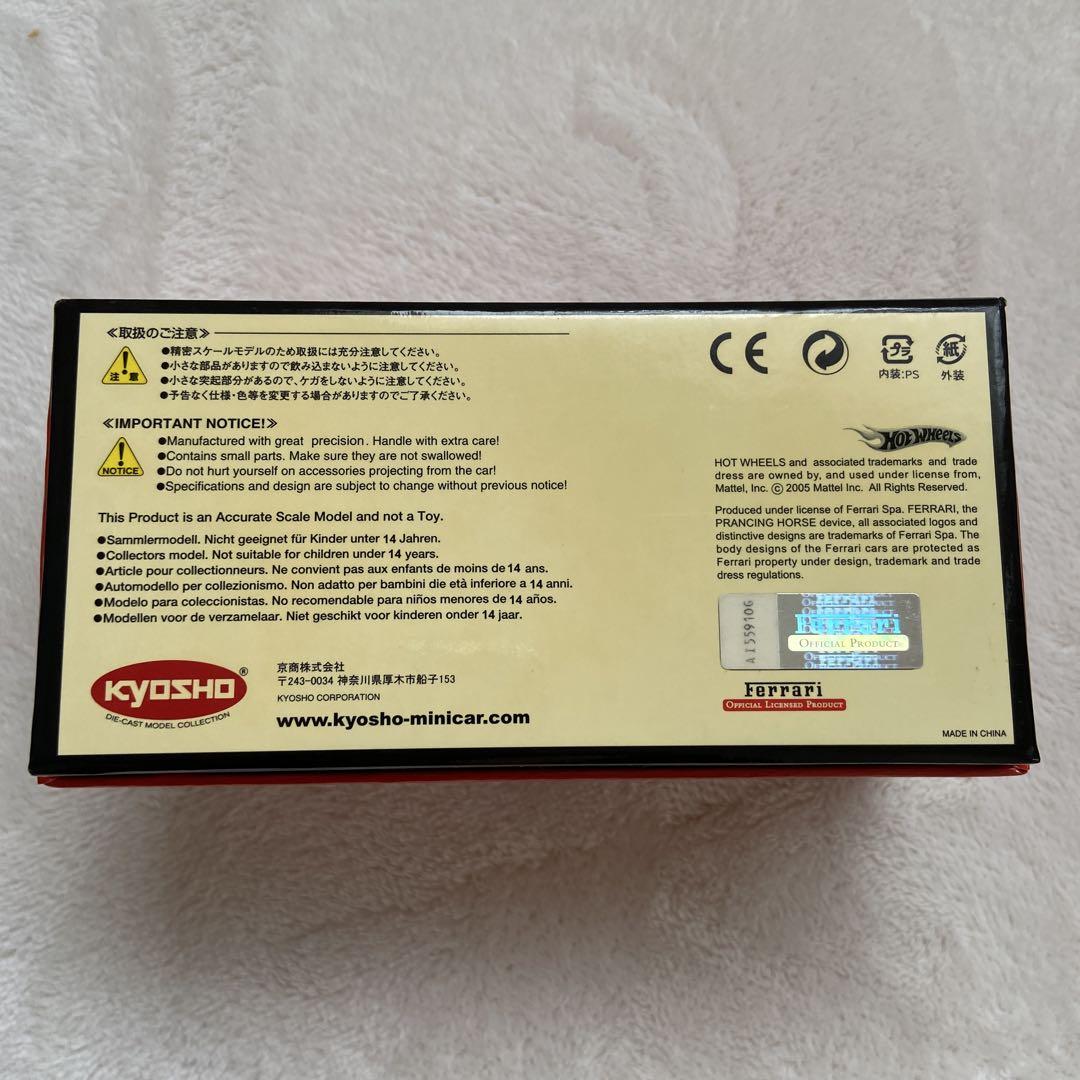 ≪取扱のご注意≫
注意
●精密スケールモデルのため取扱には充分注意してください。
●小さな部品がありますので飲み込まないように注意してください。
●小さな突起部分があるので、ケガをしないように注意してください。
●予告なく仕様・色等を変更する場合がありますのでご了承ください。
≪IMPORTANT NOTICE!≫
NOTICE
●Manufactured with great precision. Handle with extra care!
●Contains small parts. Make sure they are not swallowed!
●Do not hurt yourself on accessories projecting from the car!
●Specifications and design are subject to change without previous notice!
This Product is an Accurate Scale Model and not a Toy.
●Sammlermodell. Nicht geeignet für Kinder unter 14 Jahren.
●Collectors model. Not suitable for children under 14 years.
●Article pour collectionneurs. Ne convient pas aux enfants de moins de 14 ans.
●Automodello per collezionismo. Non adatto per bambini die età inferiore a 14 anni.
●Modelo para coleccionistas. No recomendable para niños menores de 14 años.
●Modellen voor de verzamelaar. Niet geschikt voor kinderen onder 14 jaar.
KYOSHO®
DIE-CAST MODEL COLLECTION
京商株式会社
〒243-0034 神奈川県厚木市船子153
KYOSHO CORPORATION
www.kyosho-minicar.com
CE
プラ
内装:PS
紙
外装
HOT WHEELS
HOT WHEELS and associated trademarks and trade
dress are owned by, and used under license from,
Mattel, Inc. © 2005 Mattel Inc. All Rights Reserved.
Produced under license of Ferrari Spa. FERRARI, the
PRANCING HORSE device, all associated logos and
distinctive designs are trademarks of Ferrari Spa. The
body designs of the Ferrari cars are protected as
Ferrari property under design, trademark and trade
dress regulations.
AI55910G
Ferrari
OFFICIAL PRODUCT
Ferrari
OFFICIAL LICENSED PRODUCT
MADE IN CHINA